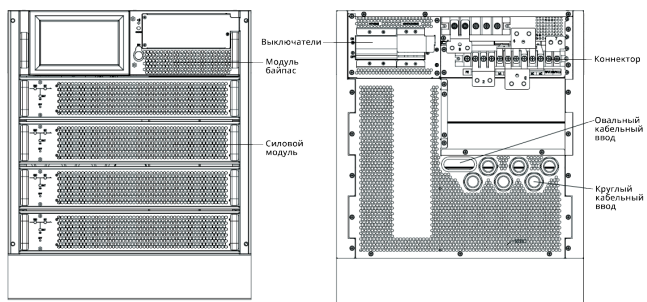 Выключатели
Модуль
байпас
Силовой
модуль
Коннектор
Овальный
кабельный
ввод
Круглый
кабельный
ввод